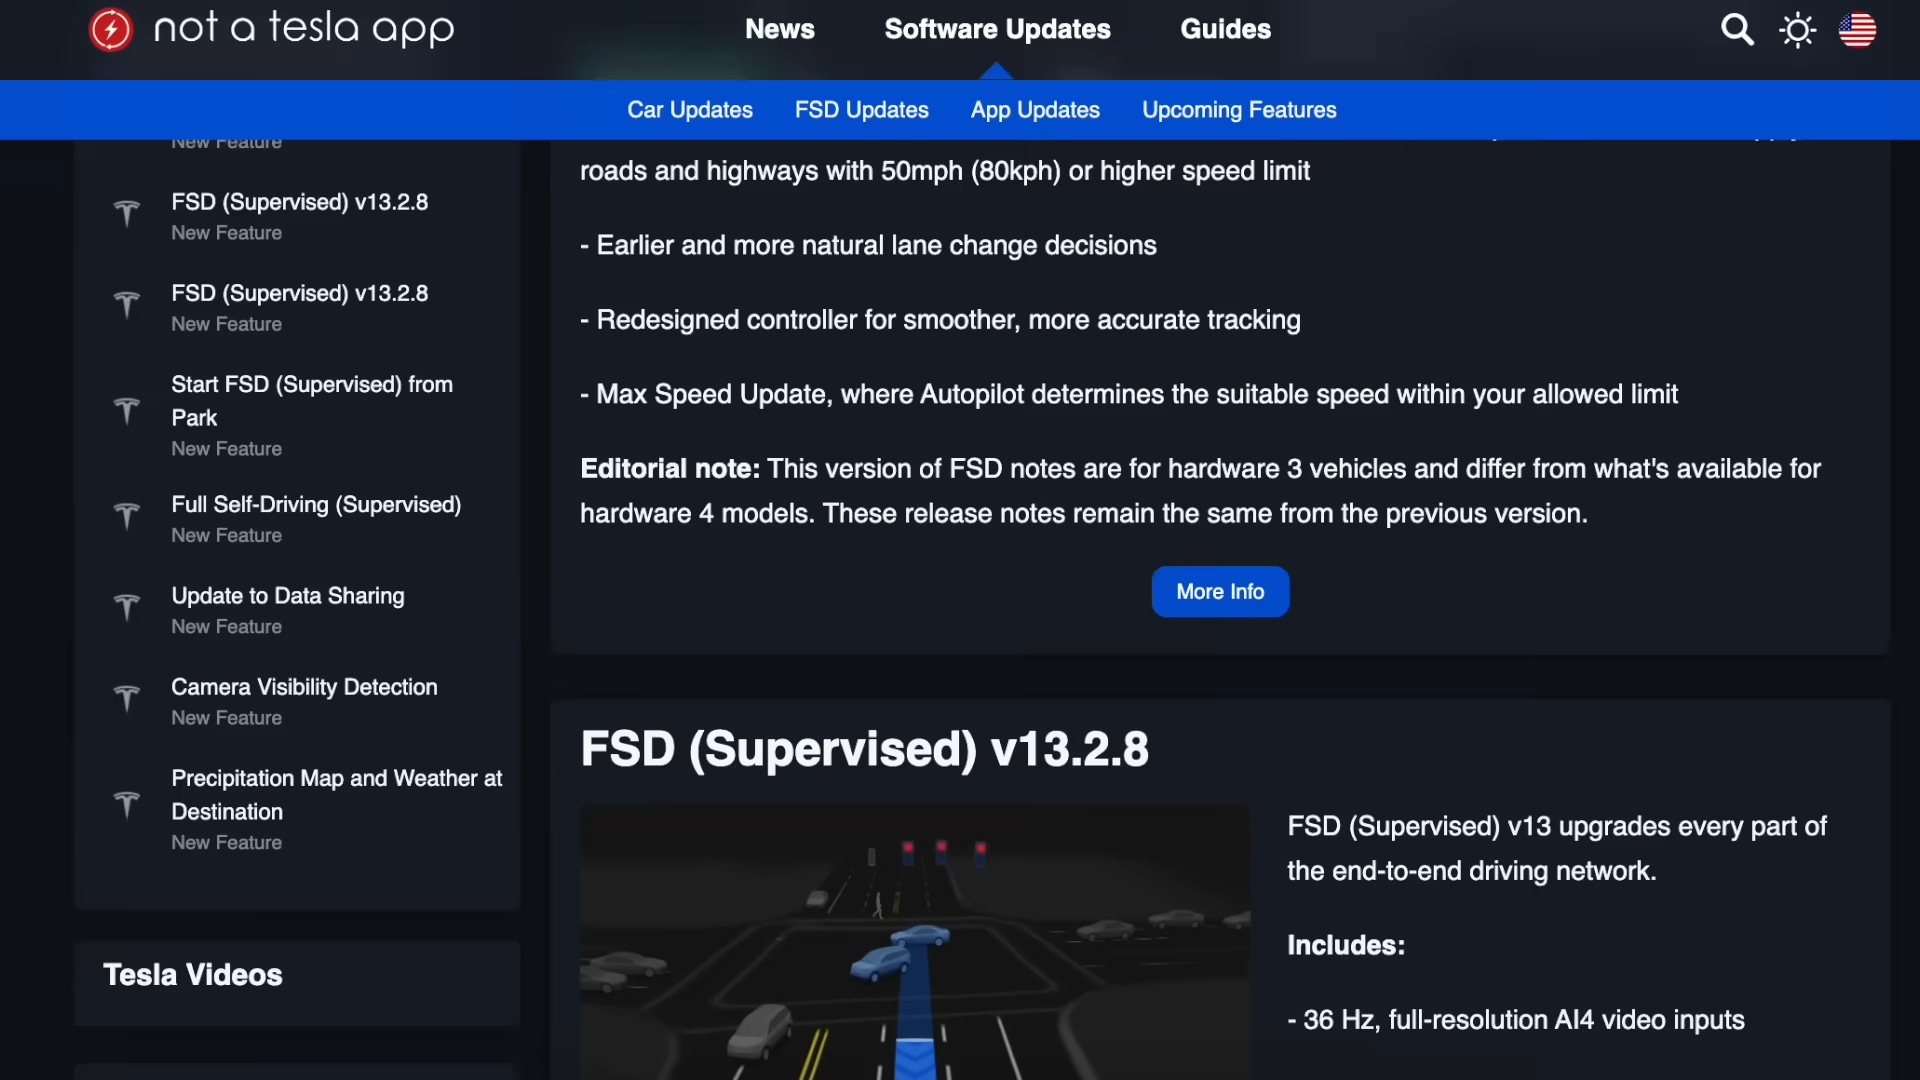 not a tesla app
News
Software Updates
Guides
Car Updates
FSD Updates
App Updates
Upcoming Features
New Feature
FSD (Supervised) v13.2.8
New Feature
FSD (Supervised) v13.2.8
New Feature
Start FSD (Supervised) from
Park
New Feature
Full Self-Driving (Supervised)
New Feature
Update to Data Sharing
New Feature
Camera Visibility Detection
New Feature
Precipitation Map and Weather at
Destination
New Feature
Tesla Videos
roads and highways with 50mph (80kph) or higher speed limit
- Earlier and more natural lane change decisions
- Redesigned controller for smoother, more accurate tracking
- Max Speed Update, where Autopilot determines the suitable speed within your allowed limit
Editorial note: This version of FSD notes are for hardware 3 vehicles and differ from what's available for
hardware 4 models. These release notes remain the same from the previous version.
More Info
FSD (Supervised) v13.2.8
FSD (Supervised) v13 upgrades every part of
the end-to-end driving network.
Includes:
- 36 Hz, full-resolution AI4 video inputs